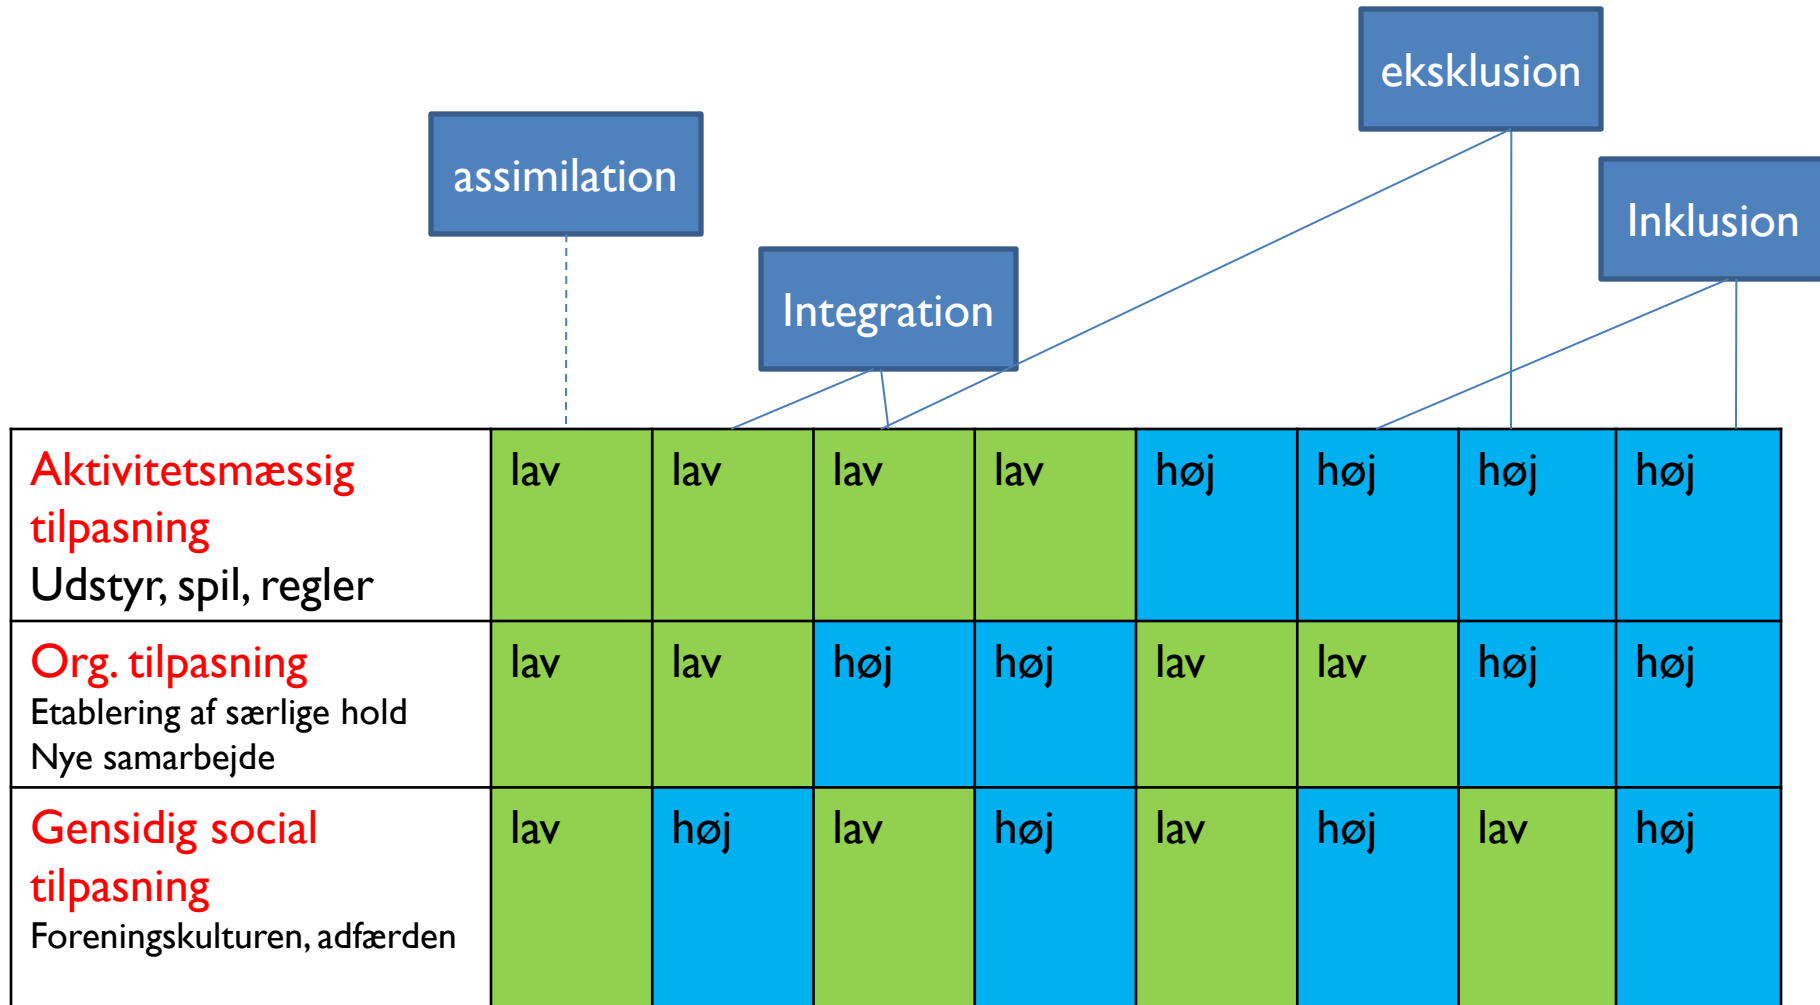 eksklusion
assimilation
Inklusion
Integration
Aktivitetsmæssig
tilpasning
Udstyr, spil, regler
lav lav lav lav høj høj høj høj
Org. tilpasning
Etablering af særlige hold
Nye samarbejde
lav lav høj høj lav lav høj høj
Gensidig social
tilpasning
Foreningskulturen, adfærden
lav høj lav høj lav høj lav høj